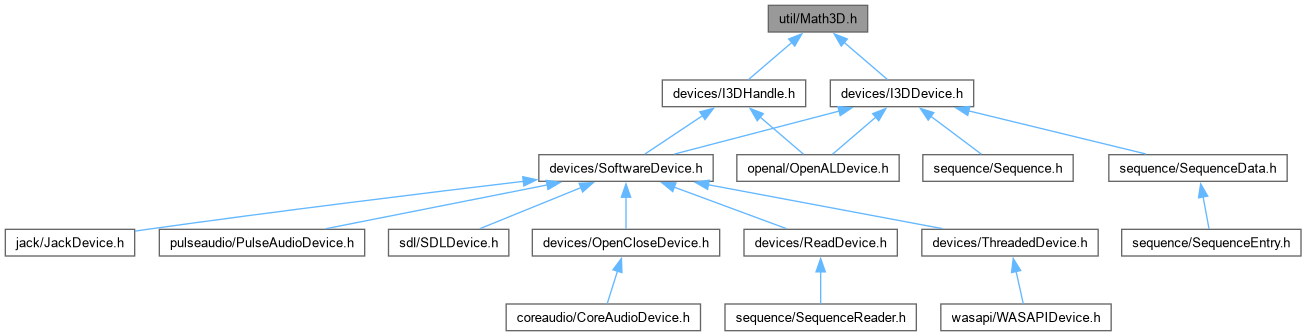 util/Math3D.h
devices/I3DHandle.h
devices/I3DDevice.h
devices/SoftwareDevice.h
openal/OpenALDevice.h
sequence/Sequence.h
sequence/SequenceData.h
jack/JackDevice.h
pulseaudio/PulseAudioDevice.h
sdl/SDLDevice.h
devices/OpenCloseDevice.h
devices/ReadDevice.h
devices/ThreadedDevice.h
sequence/SequenceEntry.h
coreaudio/CoreAudioDevice.h
sequence/SequenceReader.h
wasapi/WASAPIDevice.h